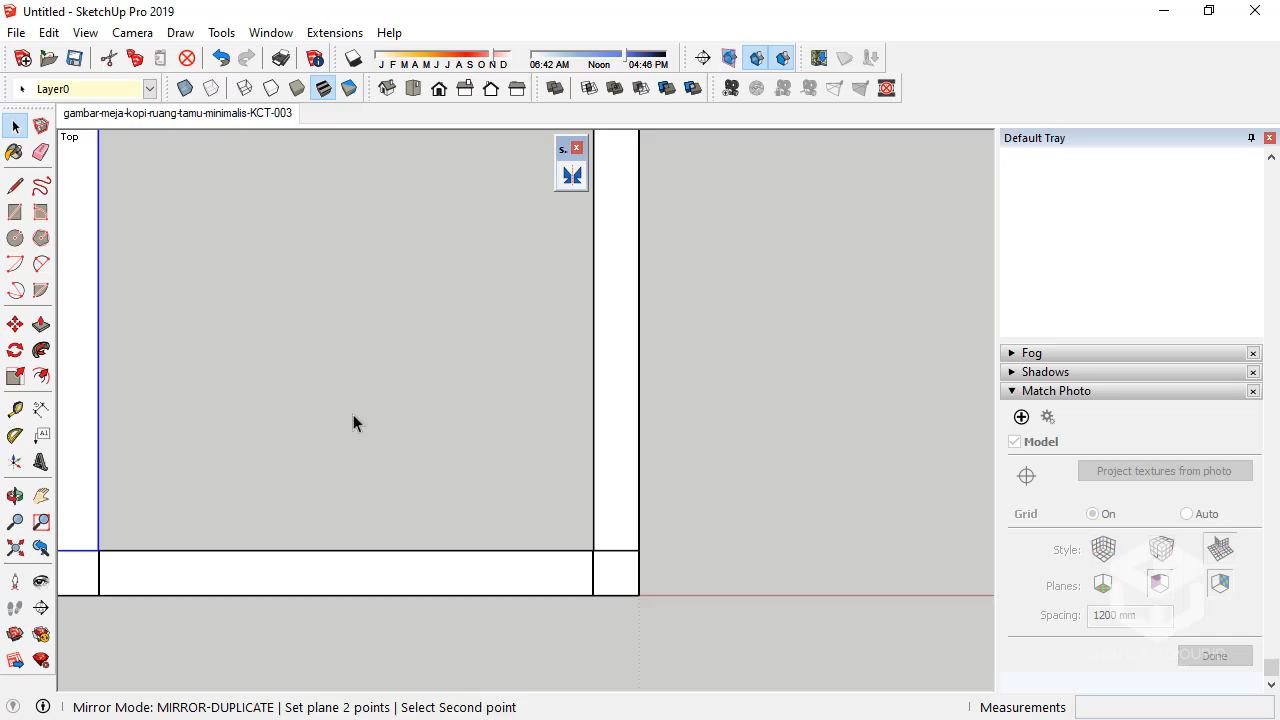 Untitled - SketchUp Pro 2019
File Edit View Camera Draw Tools Window Extensions Help
J F M A M J J A S O N D
06:42 AM Noon 04:46 PM
Layer0
gambar-meja-kopi-ruang-tamu-minimalis-KCT-003
Top
s.
Default Tray
Fog
Shadows
Match Photo
Model
Project textures from photo
Grid On Auto
Style:
Planes:
Spacing: 1200 mm
Done
Mirror Mode: MIRROR-DUPLICATE | Set plane 2 points | Select Second point
Measurements